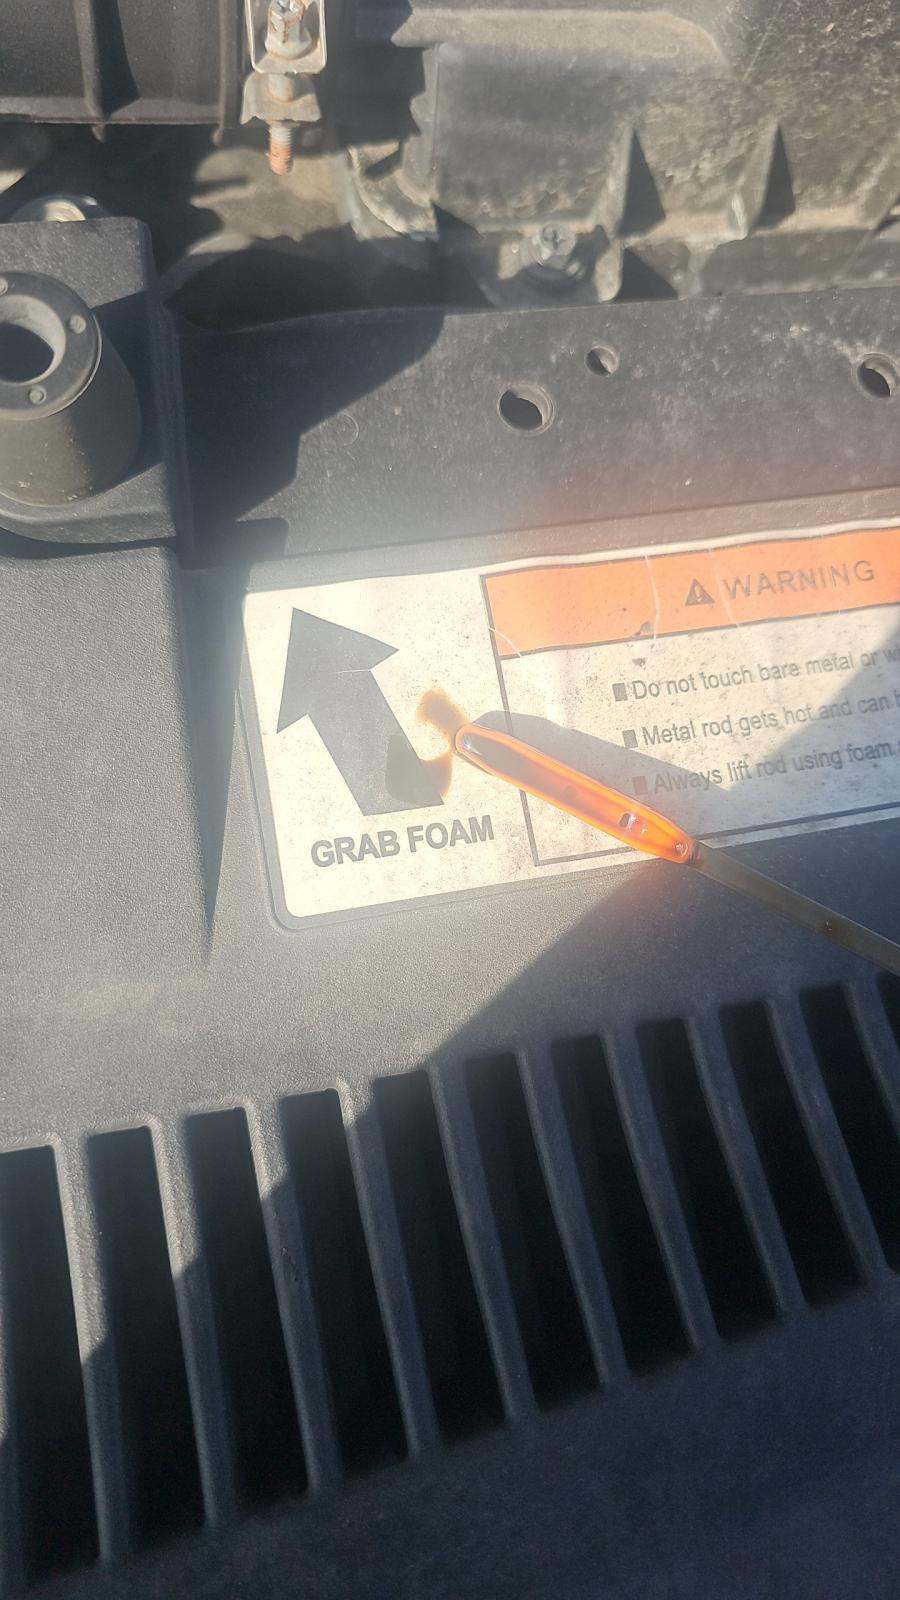 WARNING
Do not touch bare metal or
Metal rod gets hot and can
Always lift rod using foam
GRAB FOAM